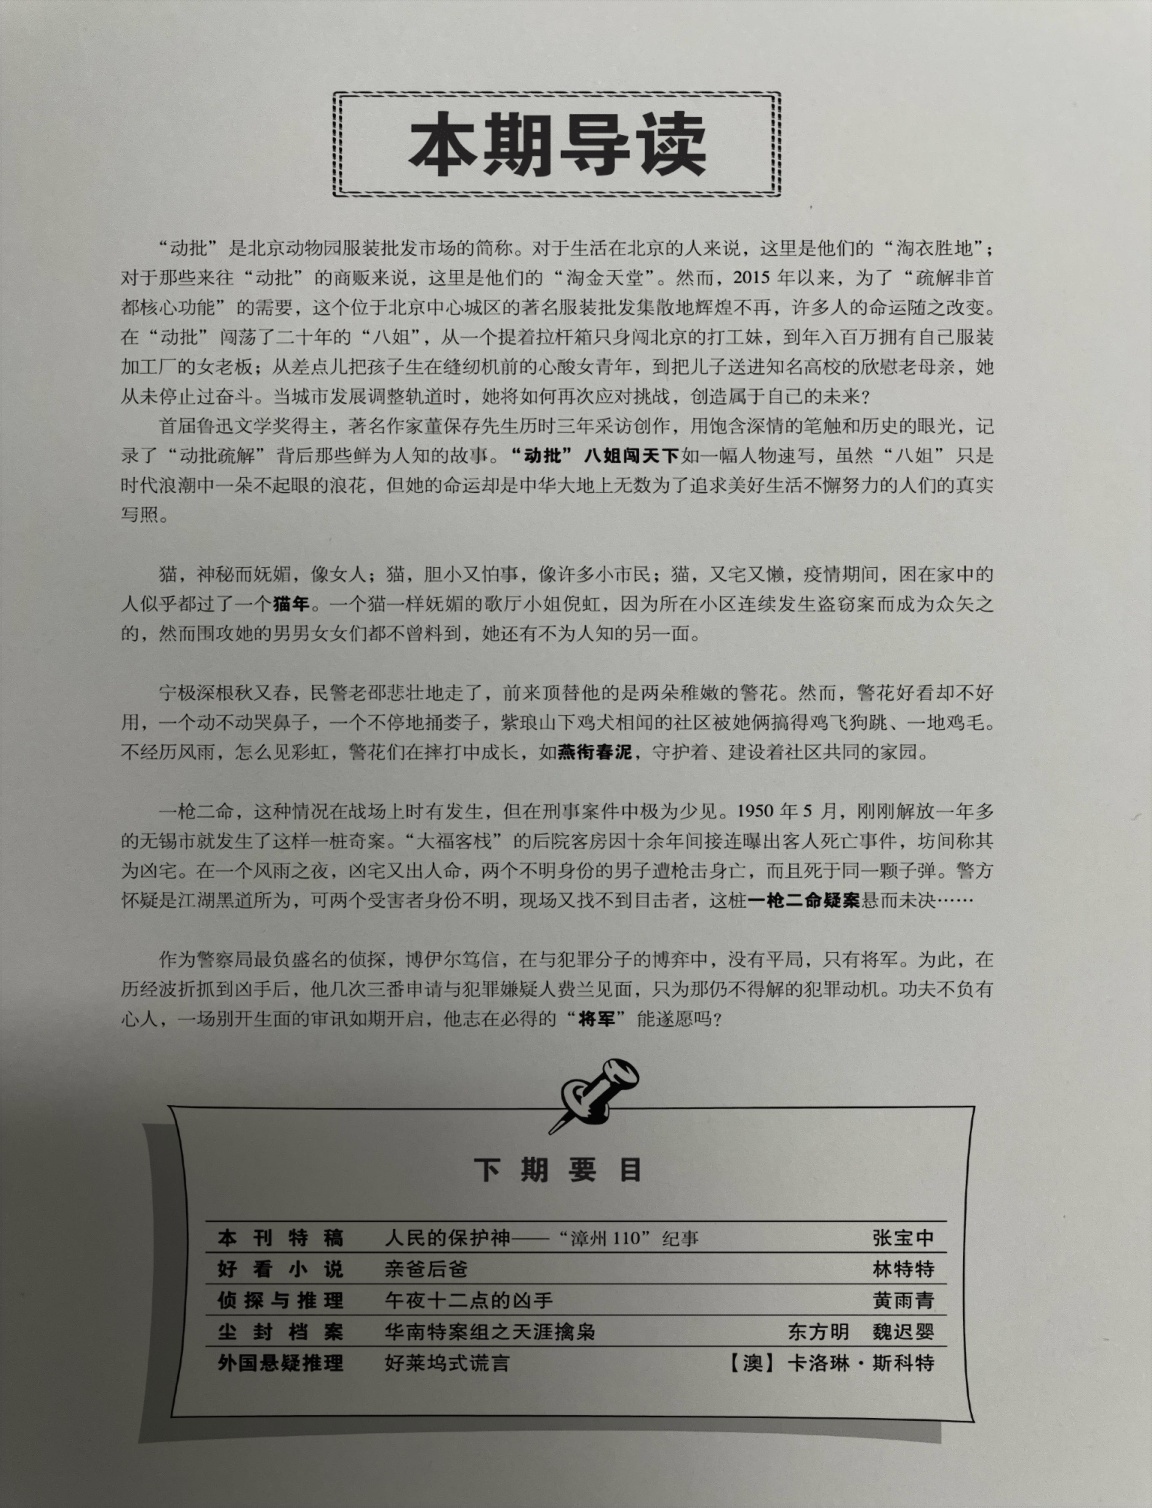 本期导读
“动批”是北京动物园服装批发市场的简称。对于生活在北京的人来说，这里是他们的“淘衣胜地”；
对于那些来往“动批”的商贩来说，这里是他们的“淘金天堂”。然而，2015 年以来，为了“疏解非首
都核心功能”的需要，这个位于北京中心城区的著名服装批发集散地辉煌不再，许多人的命运随之改变。
在“动批”闯荡了二十年的“八姐”，从一个提着拉杆箱只身闯北京的打工妹，到年入百万拥有自己服装
加工厂的女老板；从差点儿把孩子生在缝纫机前的心酸女青年，到把儿子送进知名高校的欣慰老母亲，她
从未停止过奋斗。当城市发展调整轨道时，她将如何再次应对挑战，创造属于自己的未来？
首届鲁迅文学奖得主，著名作家董保存先生历时三年采访创作，用饱含深情的笔触和历史的眼光，记
录了“动批疏解”背后那些鲜为人知的故事。“动批”八姐闯天下如一幅人物速写，虽然“八姐”只是
时代浪潮中一朵不起眼的浪花，但她的命运却是中华大地上无数为了追求美好生活不懈努力的人们的真实
写照。
猫，神秘而妩媚，像女人；猫，胆小又怕事，像许多小市民；猫，又宅又懒，疫情期间，困在家中的
人似乎都过了一个猫年。一个猫一样妩媚的歌厅小姐倪虹，因为所在小区连续发生盗窃案而成为众矢之
的，然而围攻她的男男女女们都不曾料到，她还有不为人知的另一面。
宁极深根秋又春，民警老邵悲壮地走了，前来顶替他的是两朵稚嫩的警花。然而，警花好看却不好
用，一个动不动哭鼻子，一个不停地捅娄子，紫琅山下鸡犬相闻的社区被她俩搞得鸡飞狗跳、一地鸡毛。
不经历风雨，怎么见彩虹，警花们在摔打中成长，如燕衔春泥，守护着、建设着社区共同的家园。
一枪二命，这种情况在战场上时有发生，但在刑事案件中极为少见。1950 年 5 月，刚刚解放一年多
的无锡市就发生了这样一桩奇案。“大福客栈”的后院客房因十余年间接连曝出客人死亡事件，坊间称其
为凶宅。在一个风雨之夜，凶宅又出人命，两个不明身份的男子遭枪击身亡，而且死于同一颗子弹。警方
怀疑是江湖黑道所为，可两个受害者身份不明，现场又找不到目击者，这桩一枪二命疑案悬而未决……
作为警察局最负盛名的侦探，博伊尔笃信，在与犯罪分子的博弈中，没有平局，只有将军。为此，在
历经波折抓到凶手后，他几次三番申请与犯罪嫌疑人费兰见面，只为那仍不得解的犯罪动机。功夫不负有
心人，一场别开生面的审讯如期开启，他志在必得的“将军”能遂愿吗？
下期要目
本刊特稿 人民的保护神——“漳州 110”纪事 张宝中
好看小说 亲爸后爸 林特特
侦探与推理 午夜十二点的凶手 黄雨青
尘封档案 华南特案组之天涯擒枭 东方明 魏迟婴
外国悬疑推理 好莱坞式谎言 【澳】卡洛琳·斯科特